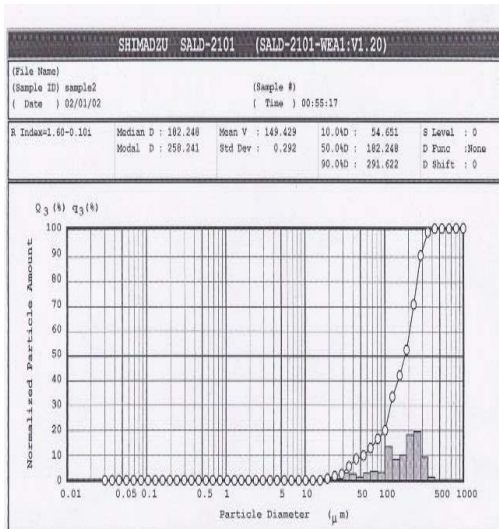 SHIMADZU SALD-2101 (SALD-2101-WEA1:V1.20)
(File Name)
(Sample ID) sample2 (Sample #)
( Date ) 02/01/02 ( Time ) 00:55:17
R Index=1.60-0.10i Median D : 182.248 Mean V : 149.429 10.0%D : 54.651 S Level : 0
Modal D : 258.241 Std Dev : 0.292 50.0%D : 182.248 D Func :None
90.0%D : 291.622 D Shift : 0
Q3 (%) q3(%)
Normalized Particle Amount
100
90
80
70
60
50
40
30
20
10
0
0.01 0.05 0.1 0.5 1 5 10 50 100 500 1000
Particle Diameter (μm)